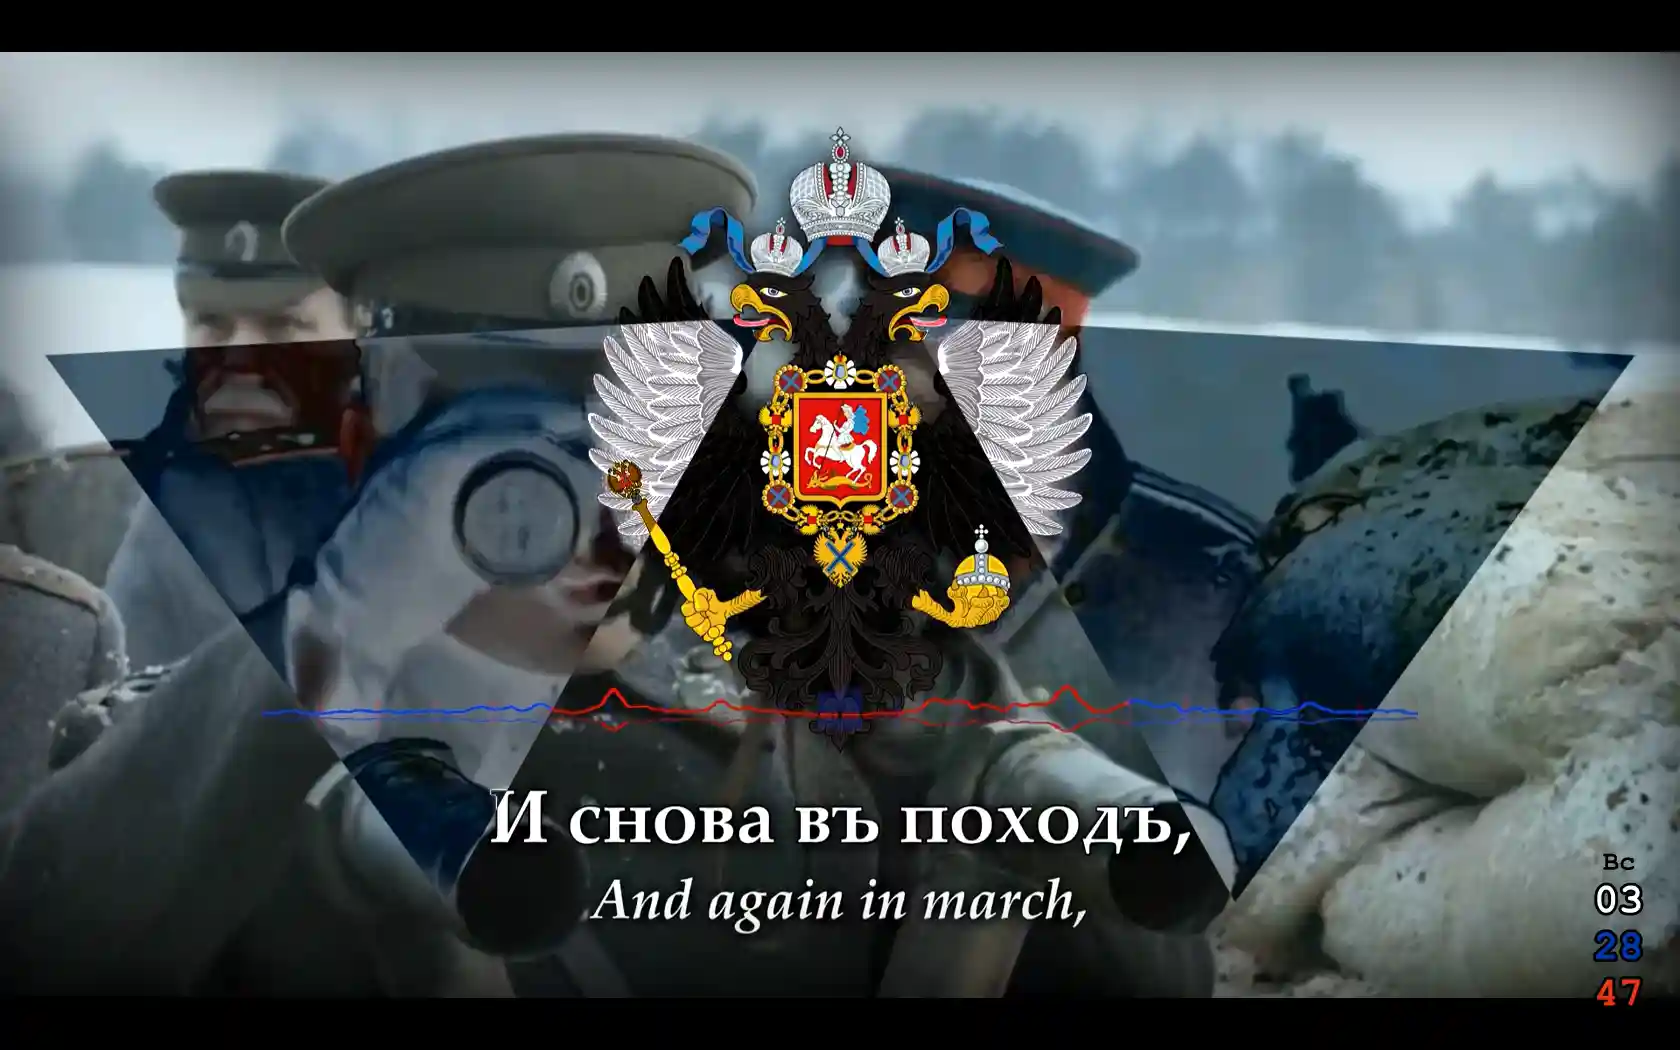 И снова въ походъ,
And again in march,
Вс
03
28
47